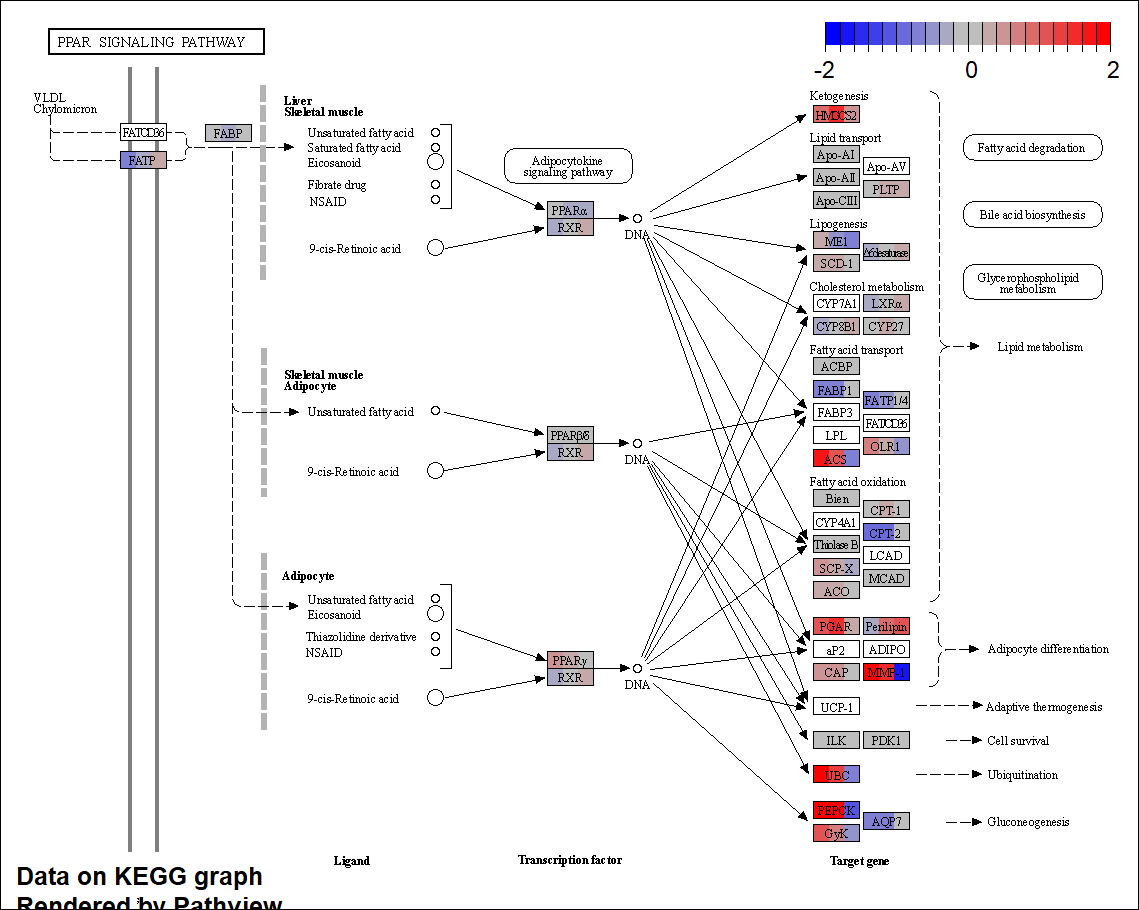 PPAR SIGNALING PATHWAY
-2
0
2
VLDL
Chylomicron
FAT/CD36
FATP
FABP
Liver
Skeletal muscle
Unsaturated fatty acid
Saturated fatty acid
Eicosanoid
Fibrate drug
NSAID
9-cis-Retinoic acid
Adipocytokine
signaling pathway
PPARα
RXR
DNA
Skeletal muscle
Adipocyte
Unsaturated fatty acid
9-cis-Retinoic acid
PPARβ/δ
RXR
DNA
Adipocyte
Unsaturated fatty acid
Eicosanoid
Thiazolidine derivative
NSAID
9-cis-Retinoic acid
PPARγ
RXR
DNA
Ketogenesis
HMGCS2
Lipid transport
Apo-AI
Apo-AII
Apo-CIII
Apo-AV
PLTP
Lipogenesis
ME1
SCD-1
Δ6desaturase
Cholesterol metabolism
CYP7A1
LXRα
CYP8B1
CYP27
Fatty acid transport
ACBP
FABP1
FABP3
LPL
ACS
FATP1/4
FAT/CD36
OLR1
Fatty acid oxidation
Bien
CYP4A1
Thiolase B
SCP-X
ACO
CPT-1
CPT-2
LCAD
MCAD
PGAR
Perilipin
aP2
ADIPO
CAP
MMP-1
UCP-1
ILK
PDK1
UBC
PEPCK
GyK
AQP7
Fatty acid degradation
Bile acid biosynthesis
Glycerophospholipid
metabolism
Lipid metabolism
Adipocyte differentiation
Adaptive thermogenesis
Cell survival
Ubiquitination
Gluconeogenesis
Ligand
Transcription factor
Target gene
Data on KEGG graph
Rendered by Pathview